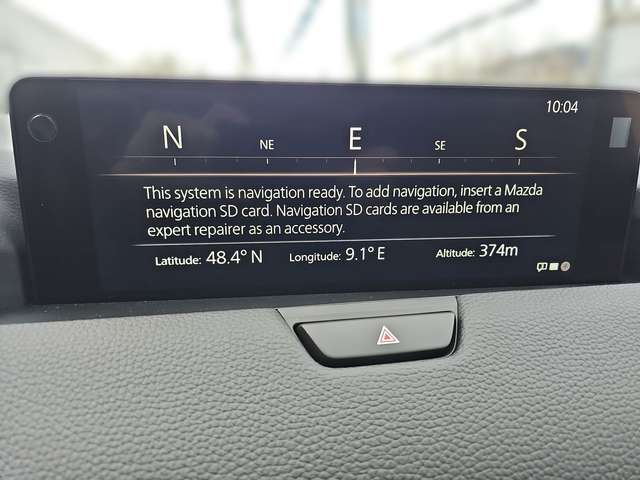 10:04
N NE E SE S
This system is navigation ready. To add navigation, insert a Mazda
navigation SD card. Navigation SD cards are available from an
expert repairer as an accessory.
Latitude: 48.4° N Longitude: 9.1° E Altitude: 374m